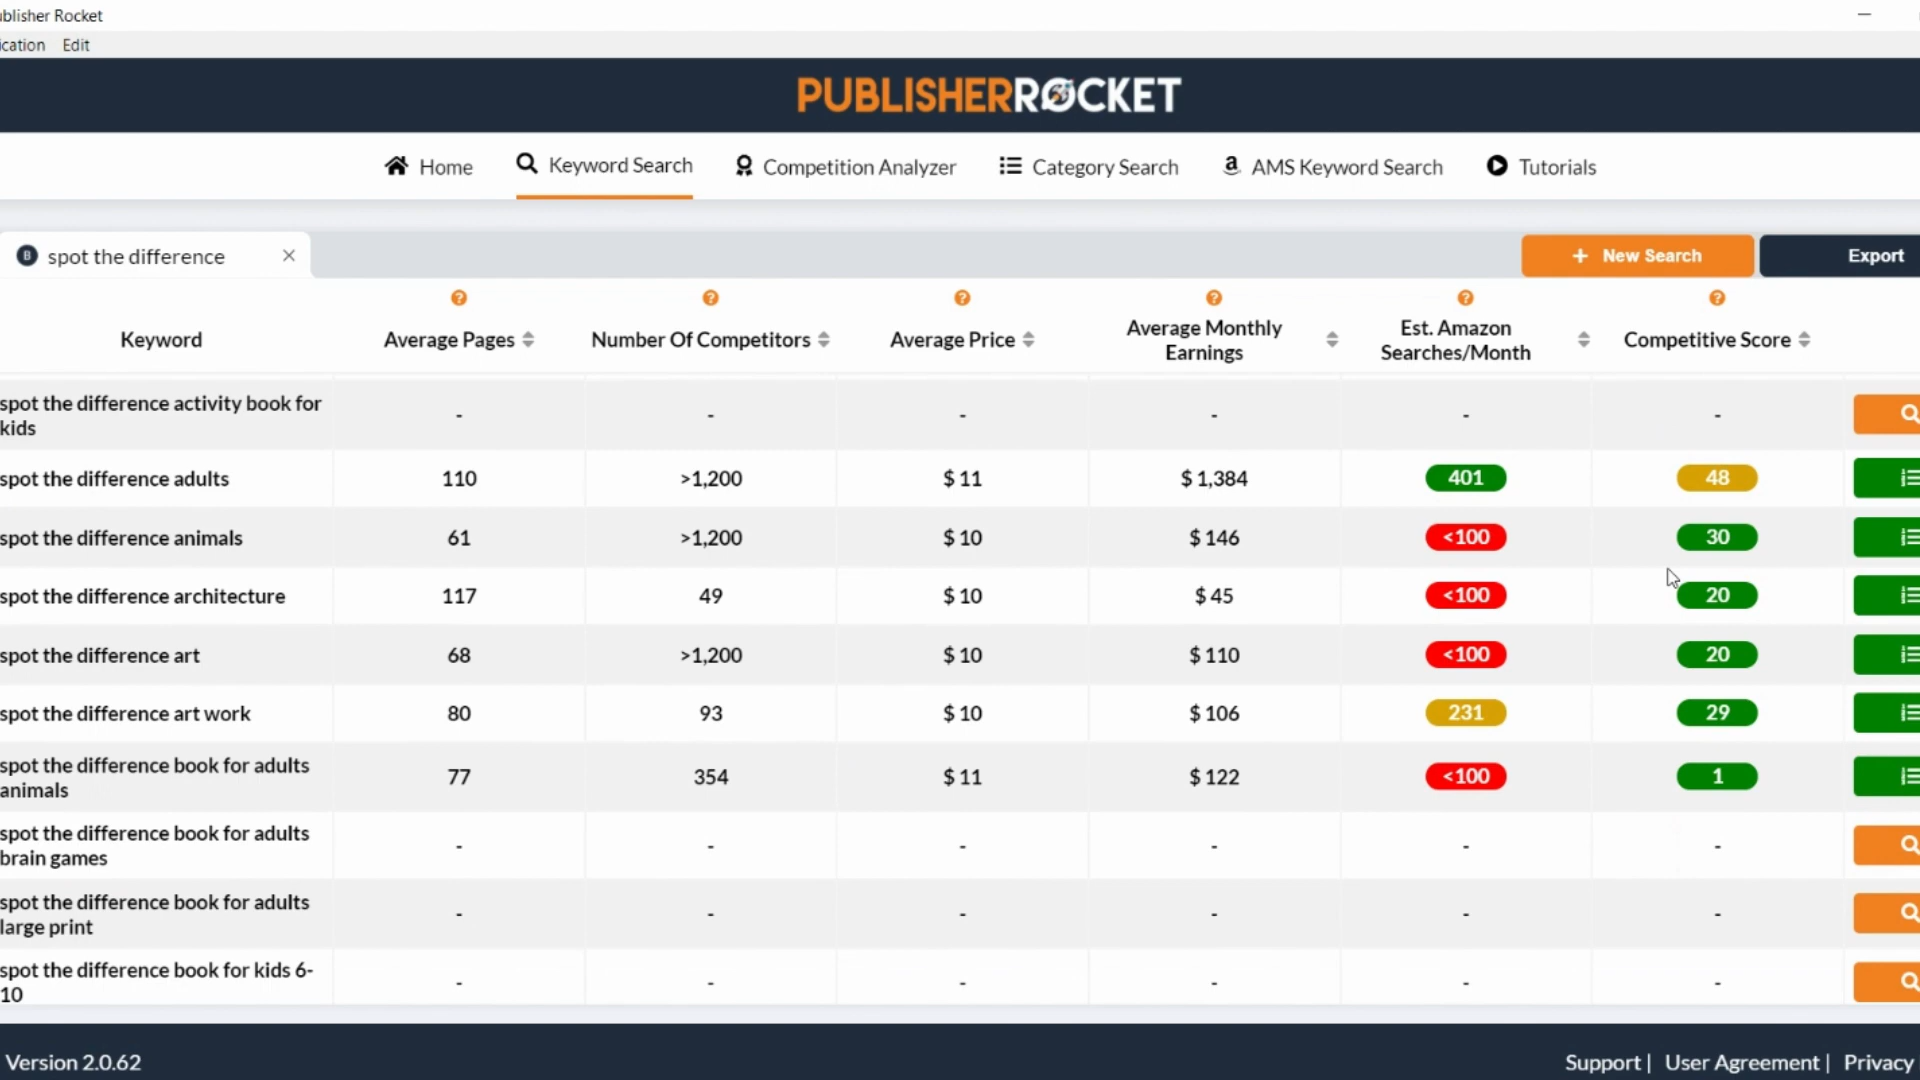 ublisher Rocket
ication Edit
PUBLISHERROCKET
Home Keyword Search Competition Analyzer Category Search AMS Keyword Search Tutorials
B spot the difference × + New Search Export
? ? ? ? ? ?
Keyword Average Pages Number Of Competitors Average Price Average Monthly Earnings Est. Amazon Searches/Month Competitive Score
spot the difference activity book for
kids - - - - - -
spot the difference adults 110 >1,200 $ 11 $ 1,384 401 48
spot the difference animals 61 >1,200 $ 10 $ 146 <100 30
spot the difference architecture 117 49 $ 10 $ 45 <100 20
spot the difference art 68 >1,200 $ 10 $ 110 <100 20
spot the difference art work 80 93 $ 10 $ 106 231 29
spot the difference book for adults
animals 77 354 $ 11 $ 122 <100 1
spot the difference book for adults
brain games - - - - - -
spot the difference book for adults
large print - - - - - -
spot the difference book for kids 6-
10 - - - - - -
Version 2.0.62 Support | User Agreement | Privacy